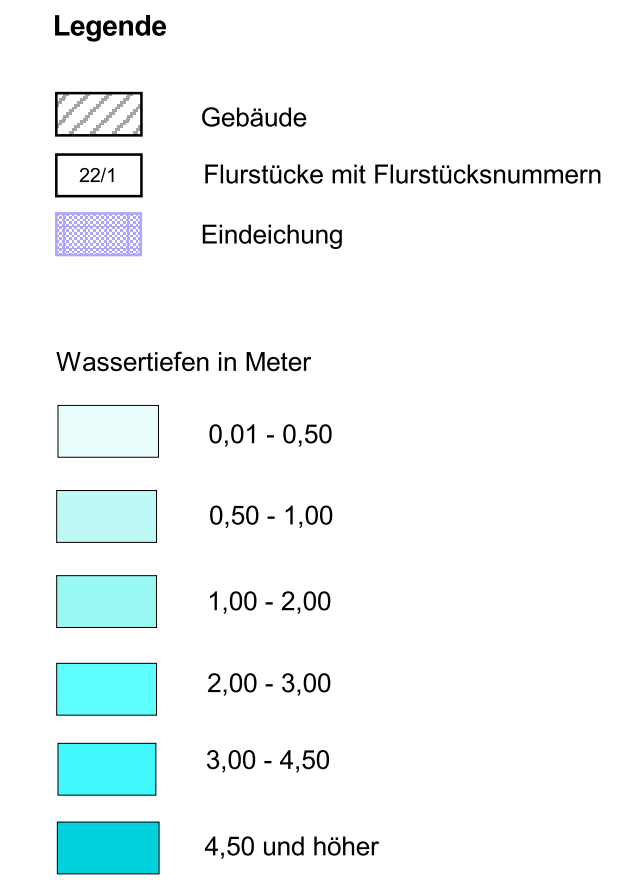 Legende
Gebäude
22/1 Flurstücke mit Flurstücksnummern
Eindeichung
Wassertiefen in Meter
0,01 - 0,50
0,50 - 1,00
1,00 - 2,00
2,00 - 3,00
3,00 - 4,50
4,50 und höher